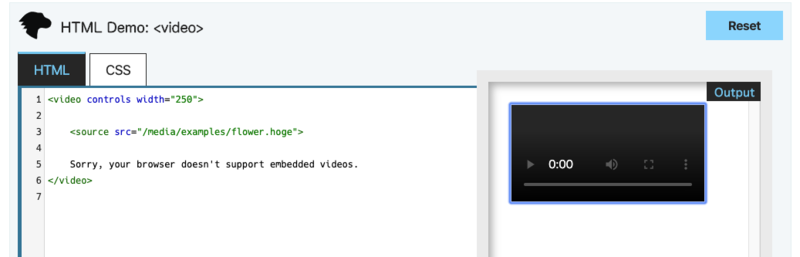 HTML Demo: <video>
Reset
HTML
CSS
1 <video controls width="250">
2
3     <source src="/media/examples/flower.hoge">
4
5     Sorry, your browser doesn't support embedded videos.
6 </video>
7
Output
0:00